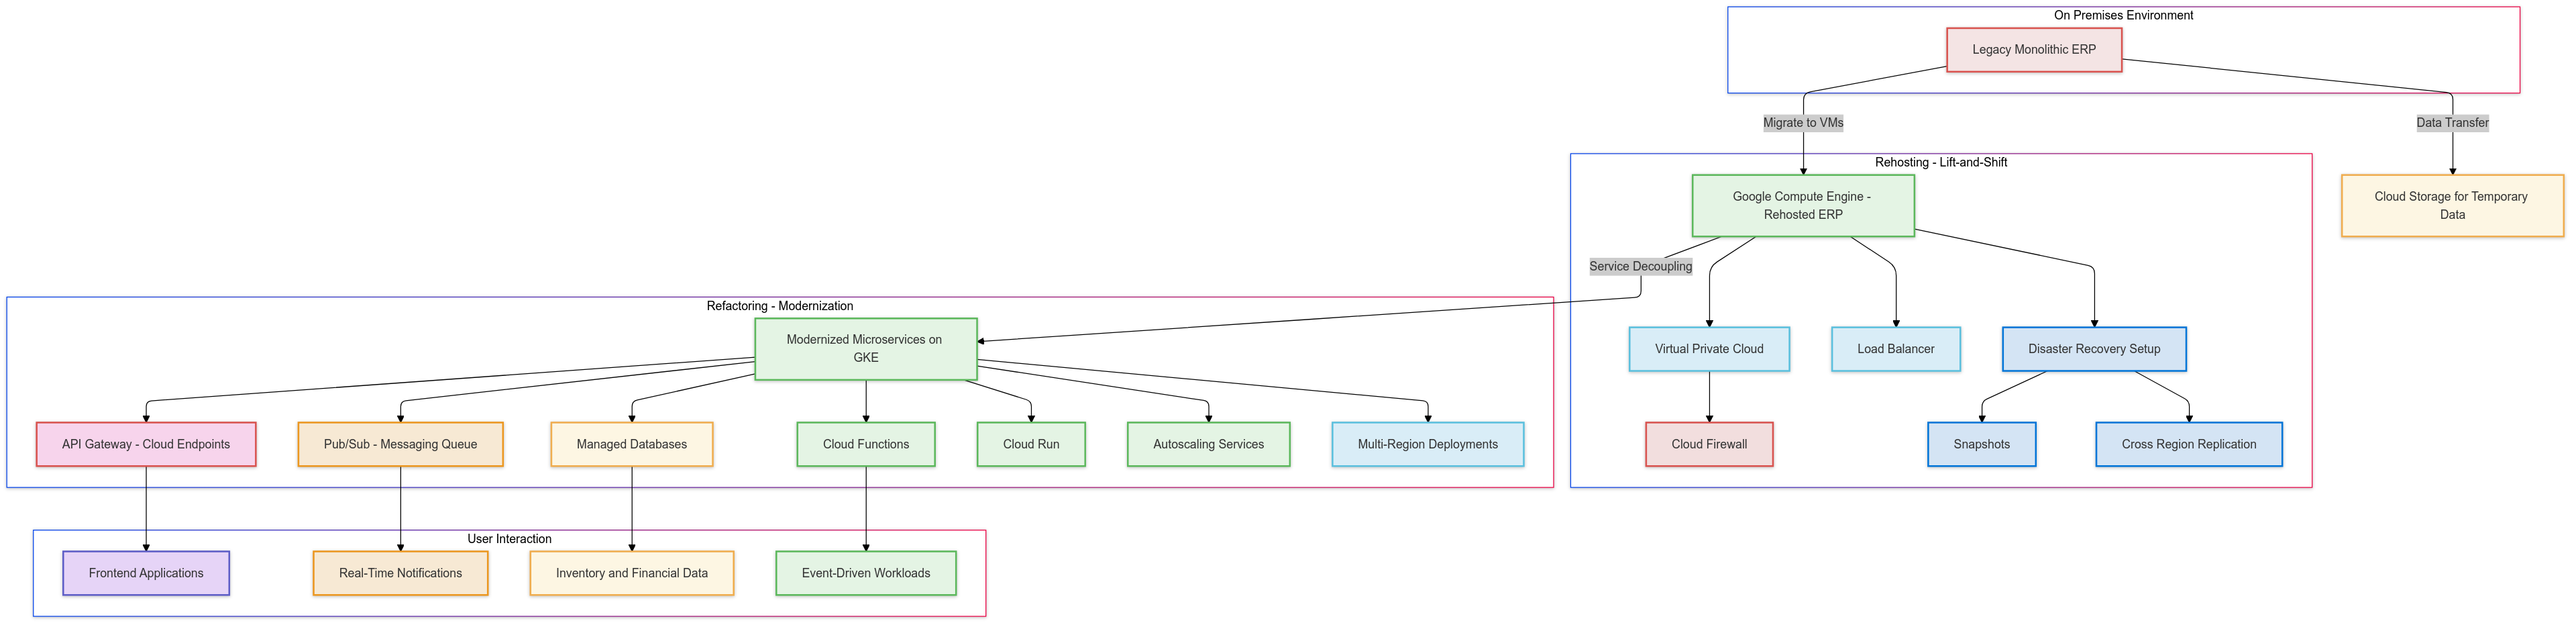 On Premises Environment
Legacy Monolithic ERP
Migrate to VMs
Data Transfer
Rehosting - Lift-and-Shift
Google Compute Engine -
Rehosted ERP
Cloud Storage for Temporary
Data
Service Decoupling
Refactoring - Modernization
Modernized Microservices on
GKE
Virtual Private Cloud
Load Balancer
Disaster Recovery Setup
API Gateway - Cloud Endpoints
Pub/Sub - Messaging Queue
Managed Databases
Cloud Functions
Cloud Run
Autoscaling Services
Multi-Region Deployments
Cloud Firewall
Snapshots
Cross Region Replication
User Interaction
Frontend Applications
Real-Time Notifications
Inventory and Financial Data
Event-Driven Workloads